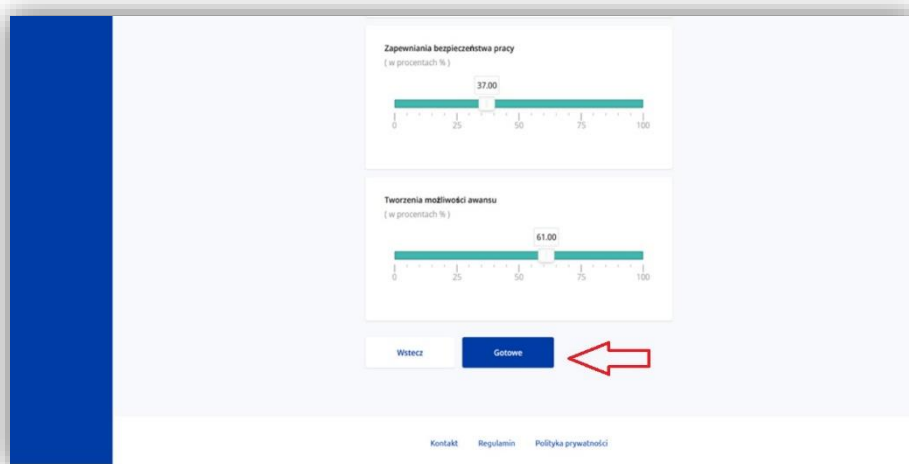 Zapewniania bezpieczeństwa pracy
( w procentach % )
37.00
0 25 50 75 100
Tworzenia możliwości awansu
( w procentach % )
61.00
0 25 50 75 100
Wstecz Gotowe
Kontakt Regulamin Polityka prywatności